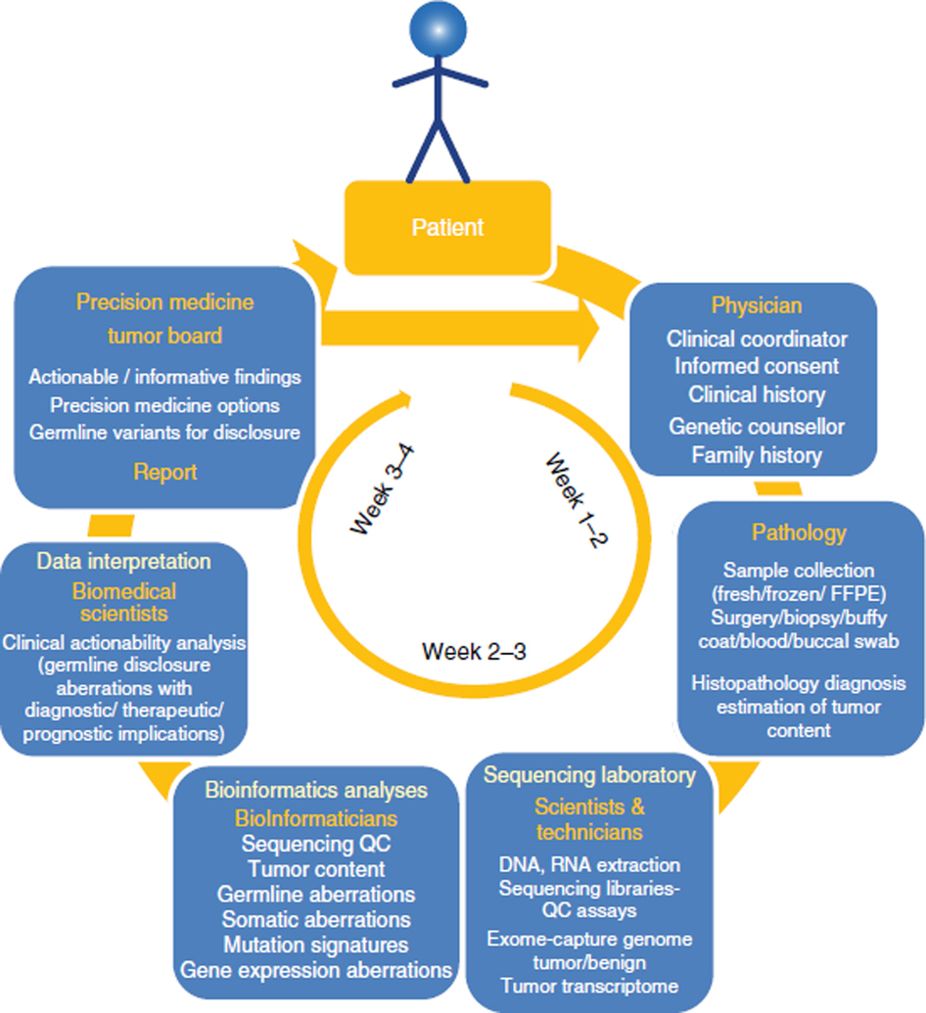 Patient
Physician
Clinical coordinator
Informed consent
Clinical history
Genetic counsellor
Family history
Pathology
Sample collection
(fresh/frozen/ FFPE)
Surgery/biopsy/buffy
coat/blood/buccal swab
Histopathology diagnosis
estimation of tumor
content
Sequencing laboratory
Scientists &
technicians
DNA, RNA extraction
Sequencing libraries-
QC assays
Exome-capture genome
tumor/benign
Tumor transcriptome
Bioinformatics analyses
BioInformaticians
Sequencing QC
Tumor content
Germline aberrations
Somatic aberrations
Mutation signatures
Gene expression aberrations
Data interpretation
Biomedical
scientists
Clinical actionability analysis
(germline disclosure
aberrations with
diagnostic/ therapeutic/
prognostic implications)
Precision medicine
tumor board
Actionable / informative findings
Precision medicine options
Germline variants for disclosure
Report
Week 1–2
Week 2–3
Week 3–4